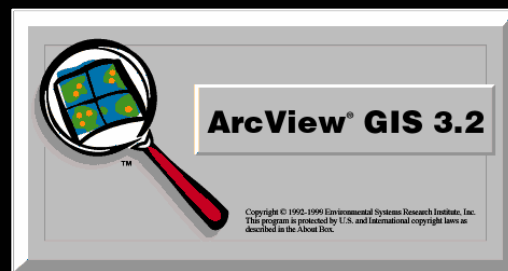 ArcView® GIS 3.2
TM
Copyright © 1992-1999 Environmental Systems Research Institute, Inc.
This program is protected by U.S. and International copyright laws as
described in the About Box.